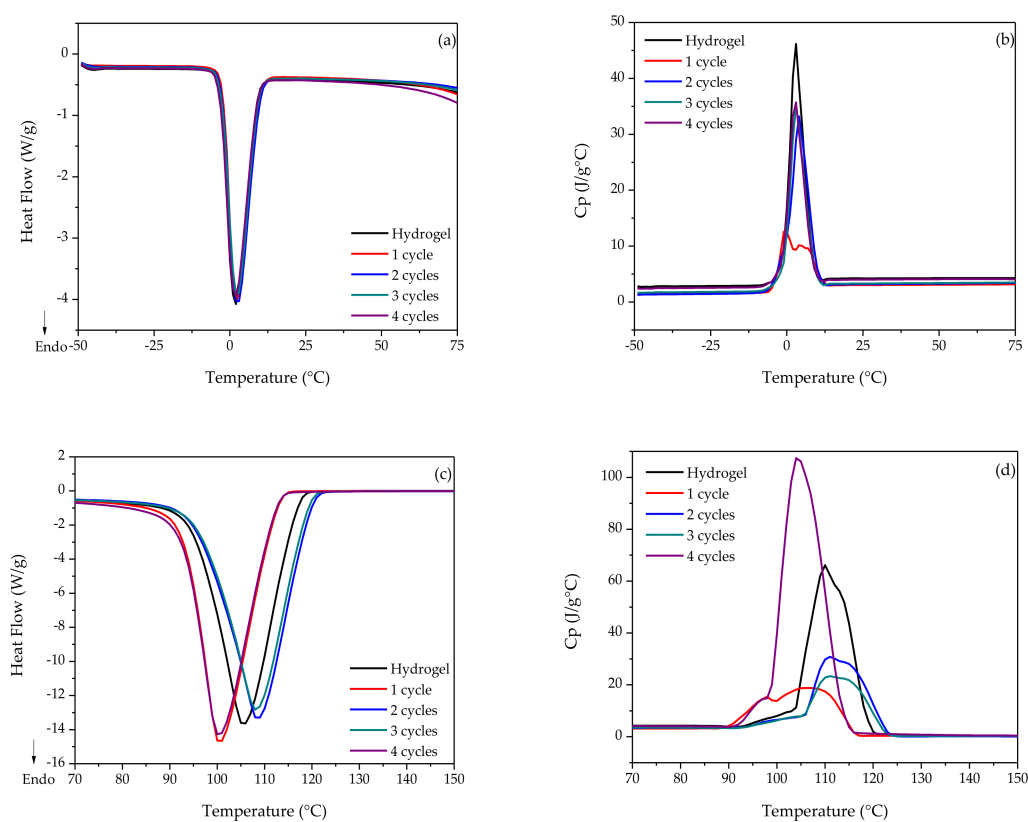 (a)
0
-1
-2
-3
-4
Heat Flow (W/g)
Hydrogel
1 cycle
2 cycles
3 cycles
4 cycles
Endo
-50
-25
0
25
50
75
Temperature (°C)
(b)
50
40
30
20
10
0
Cp (J/g°C)
Hydrogel
1 cycle
2 cycles
3 cycles
4 cycles
-50
-25
0
25
50
75
Temperature (°C)
(c)
2
0
-2
-4
-6
-8
-10
-12
-14
-16
Heat Flow (W/g)
Hydrogel
1 cycle
2 cycles
3 cycles
4 cycles
Endo
70
80
90
100
110
120
130
140
150
Temperature (°C)
(d)
100
80
60
40
20
0
Cp (J/g°C)
Hydrogel
1 cycle
2 cycles
3 cycles
4 cycles
70
80
90
100
110
120
130
140
150
Temperature (°C)